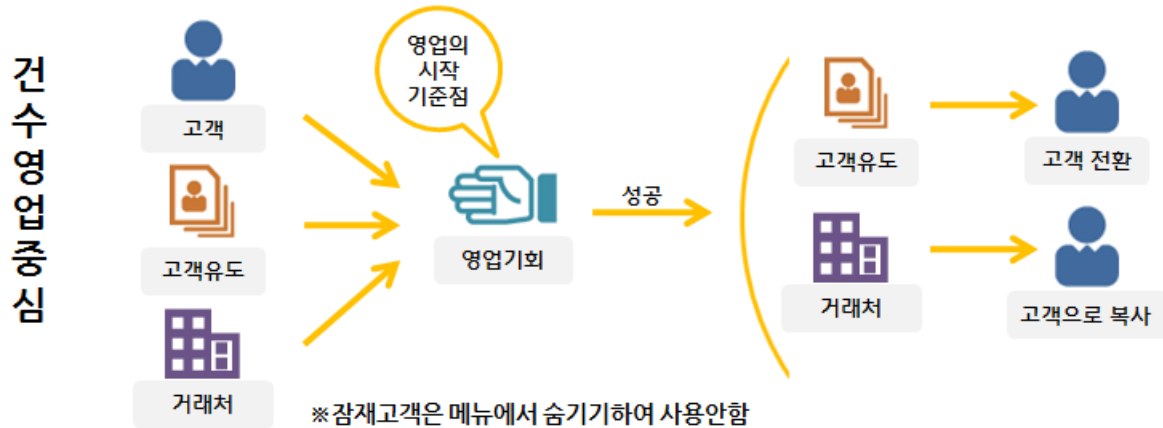 건수영업중심
영업의
시작
기준점
고객
고객유도
거래처
영업기회
성공
고객유도
고객 전환
거래처
고객으로 복사
※잠재고객은 메뉴에서 숨기기하여 사용안함